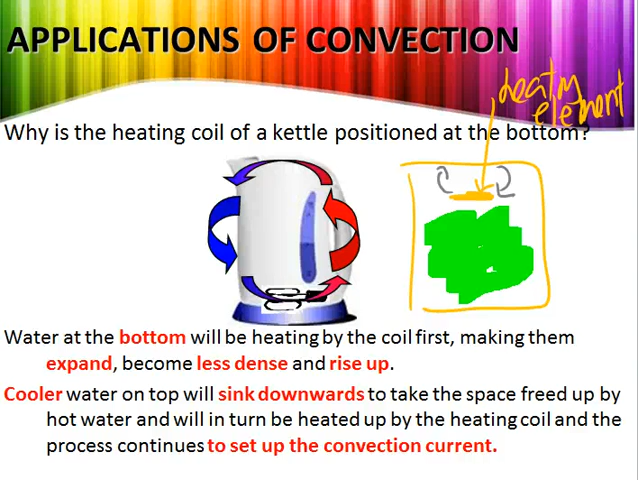 APPLICATIONS OF CONVECTION
heating
element
Why is the heating coil of a kettle positioned at the bottom?
Water at the bottom will be heating by the coil first, making them
expand, become less dense and rise up.
Cooler water on top will sink downwards to take the space freed up by
hot water and will in turn be heated up by the heating coil and the
process continues to set up the convection current.